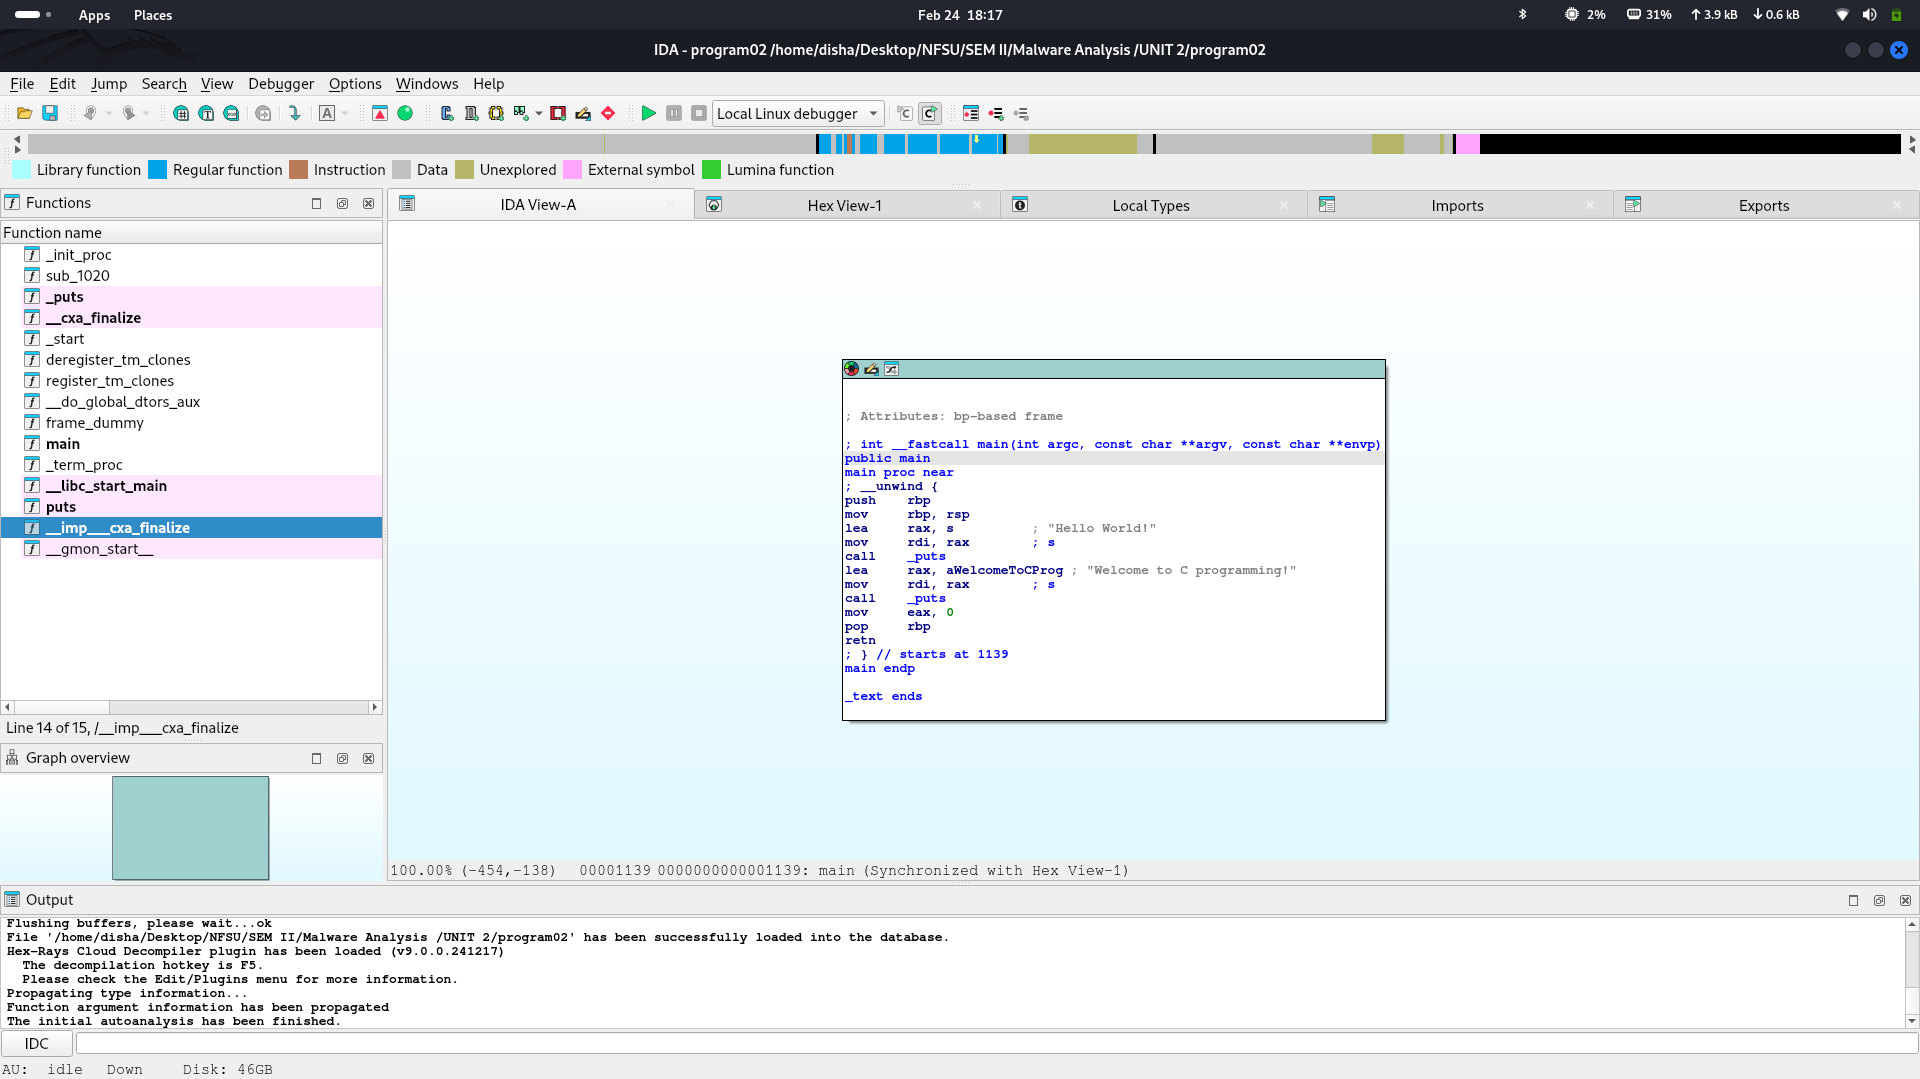 Apps Places Feb 24 18:17 2% 31% 3.9 kB 0.6 kB
IDA - program02 /home/disha/Desktop/NFSU/SEM II/Malware Analysis /UNIT 2/program02
File Edit Jump Search View Debugger Options Windows Help
Local Linux debugger
Library function Regular function Instruction Data Unexplored External symbol Lumina function
Functions
Function name
_init_proc
sub_1020
_puts
__cxa_finalize
_start
deregister_tm_clones
register_tm_clones
__do_global_dtors_aux
frame_dummy
main
_term_proc
__libc_start_main
puts
__imp___cxa_finalize
__gmon_start__
Line 14 of 15, /__imp___cxa_finalize
Graph overview
IDA View-A Hex View-1 Local Types Imports Exports
; Attributes: bp-based frame
; int __fastcall main(int argc, const char **argv, const char **envp)
public main
main proc near
; __unwind {
push rbp
mov rbp, rsp
lea rax, s ; "Hello World!"
mov rdi, rax ; s
call _puts
lea rax, aWelcomeToCProg ; "Welcome to C programming!"
mov rdi, rax ; s
call _puts
mov eax, 0
pop rbp
retn
; } // starts at 1139
main endp
_text ends
100.00% (-454,-138) 00001139 0000000000001139: main (Synchronized with Hex View-1)
Output
Flushing buffers, please wait...ok
File '/home/disha/Desktop/NFSU/SEM II/Malware Analysis /UNIT 2/program02' has been successfully loaded into the database.
Hex-Rays Cloud Decompiler plugin has been loaded (v9.0.0.241217)
The decompilation hotkey is F5.
Please check the Edit/Plugins menu for more information.
Propagating type information...
Function argument information has been propagated
The initial autoanalysis has been finished.
IDC
AU: idle Down Disk: 46GB